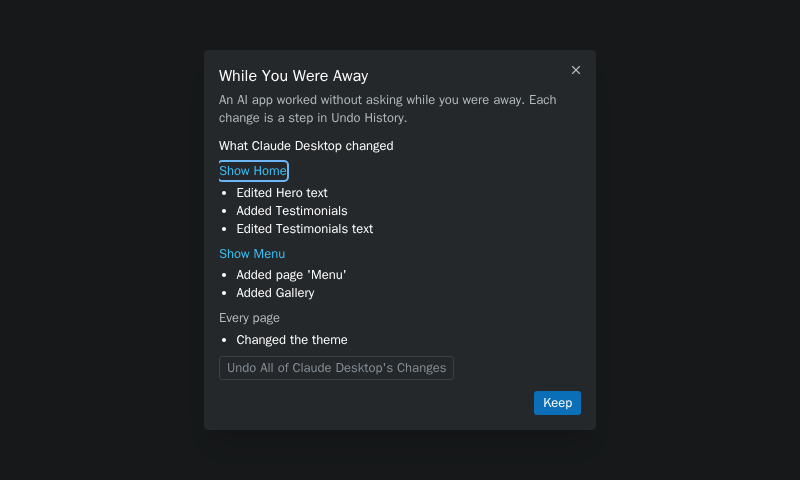 While You Were Away
An AI app worked without asking while you were away. Each
change is a step in Undo History.
What Claude Desktop changed
Show Home
• Edited Hero text
• Added Testimonials
• Edited Testimonials text
Show Menu
• Added page 'Menu'
• Added Gallery
Every page
• Changed the theme
Undo All of Claude Desktop's Changes
Keep